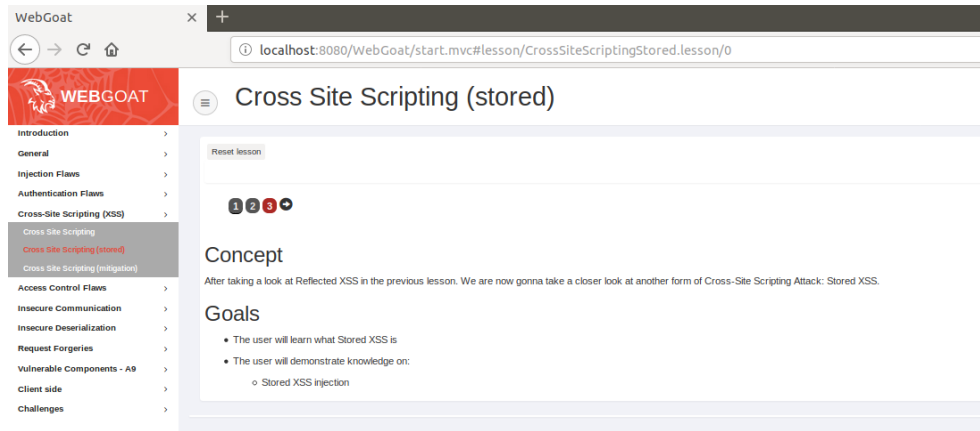 WebGoat
localhost:8080/WebGoat/start.mvc#lesson/CrossSiteScriptingStored.lesson/0
WEBGOAT
Introduction
General
Injection Flaws
Authentication Flaws
Cross-Site Scripting (XSS)
Cross Site Scripting
Cross Site Scripting (stored)
Cross Site Scripting (mitigation)
Access Control Flaws
Insecure Communication
Insecure Deserialization
Request Forgeries
Vulnerable Components - A9
Client side
Challenges
Cross Site Scripting (stored)
Reset lesson
1 2 3
Concept
After taking a look at Reflected XSS in the previous lesson. We are now gonna take a closer look at another form of Cross-Site Scripting Attack: Stored XSS.
Goals
The user will learn what Stored XSS is
The user will demonstrate knowledge on:
Stored XSS injection